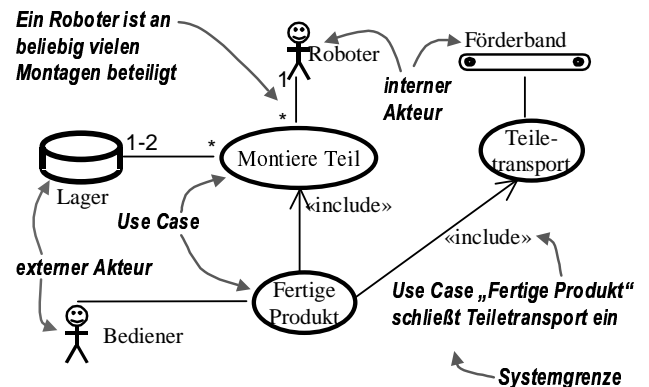 Ein Roboter ist an
beliebig vielen
Montagen beteiligt
Roboter
Förderband
interner
Akteur
1
*
1-2
*
Montiere Teil
Teile-
transport
Lager
Use Case
«include»
«include»
externer Akteur
Fertige
Produkt
Bediener
Use Case „Fertige Produkt“
schließt Teiletransport ein
Systemgrenze